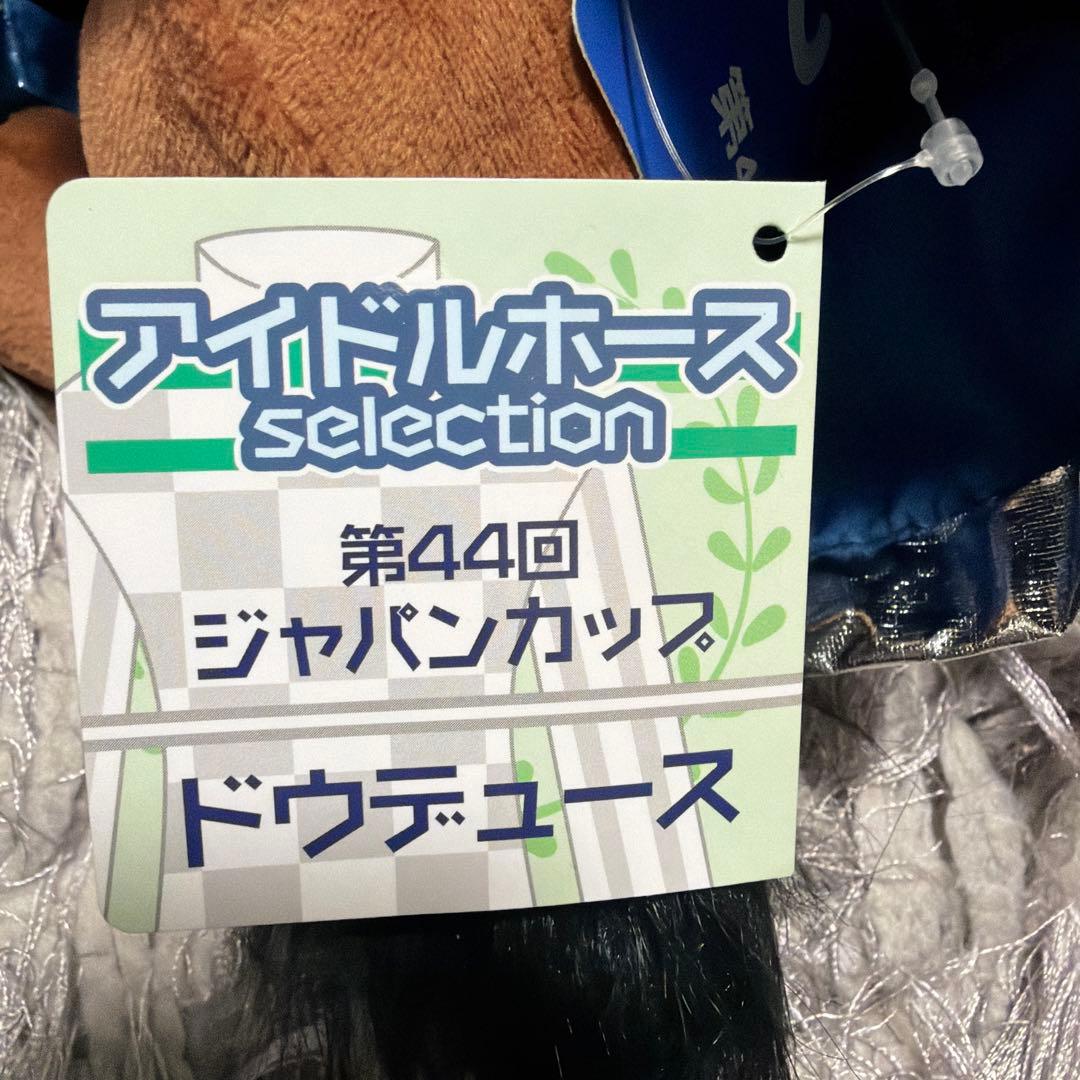 アイドルホース
selection
第44回
ジャパンカップ
ドウデュース
第